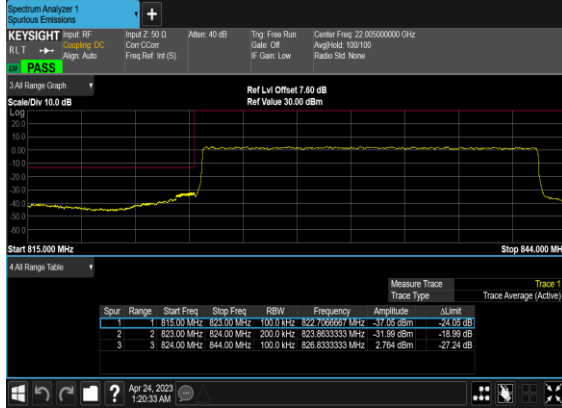 Spectrum Analyzer 1
Spurious Emissions
+
KEYSIGHT Input: RF Input Z: 50 Ω Atten: 40 dB Trig: Free Run Center Freq: 22.005000000 GHz
RLT Coupling: DC Corr CCorr Gate: Off Avg|Hold: 100/100
Align: Auto Freq Ref: Int (S) IF Gain: Low Radio Std: None
PASS
3 All Range Graph
Ref Lvl Offset 7.60 dB
Scale/Div 10.0 dB Ref Value 30.00 dBm
Log
20.0
10.0
0.00
-10.0
-20.0
-30.0
-40.0
-50.0
-60.0
Start 815.000 MHz Stop 844.000 MHz
4 All Range Table
Measure Trace Trace 1
Trace Type Trace Average (Active)
Spur Range Start Freq Stop Freq RBW Frequency Amplitude ΔLimit
1 1 815.00 MHz 823.00 MHz 100.0 kHz 822.7066667 MHz -37.05 dBm -24.05 dB
2 2 823.00 MHz 824.00 MHz 200.0 kHz 823.8633333 MHz -31.99 dBm -18.99 dB
3 3 824.00 MHz 844.00 MHz 100.0 kHz 826.8333333 MHz 2.764 dBm -27.24 dB
? Apr 24, 2023
1:20:33 AM